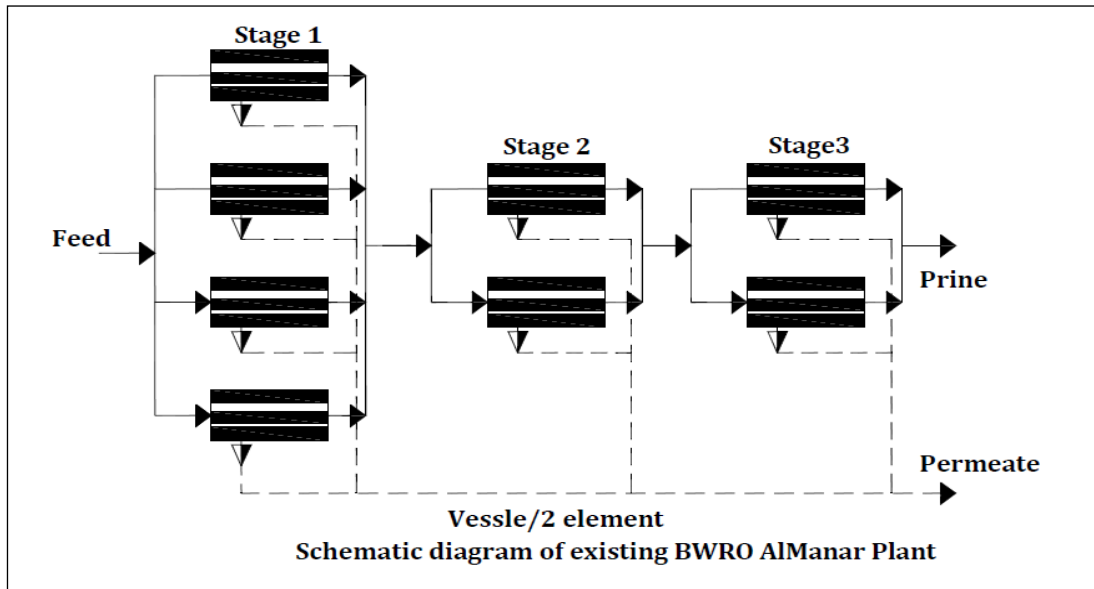 Stage 1
Stage 2
Stage3
Feed
Prine
Permeate
Vessle/2 element
Schematic diagram of existing BWRO AlManar Plant